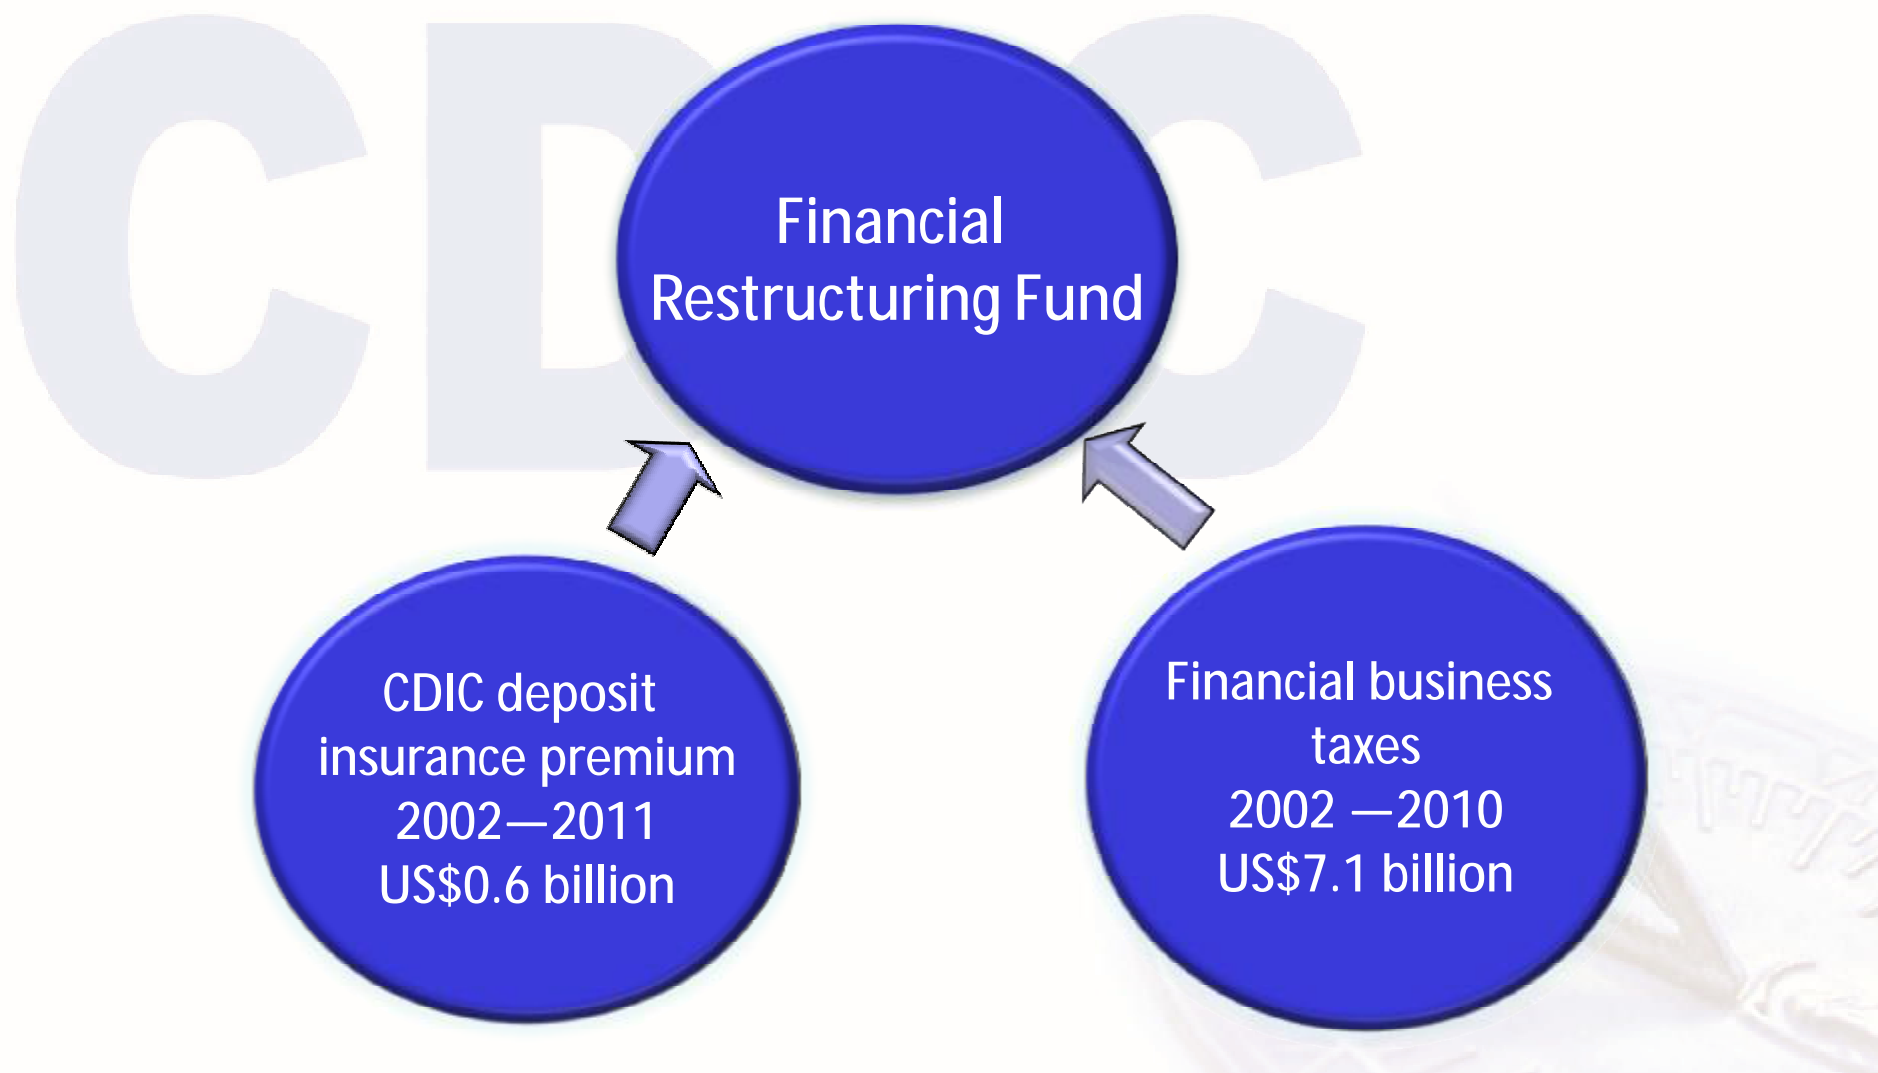 CDIC
Financial
Restructuring Fund
CDIC deposit
insurance premium
2002—2011
US$0.6 billion
Financial business
taxes
2002 —2010
US$7.1 billion